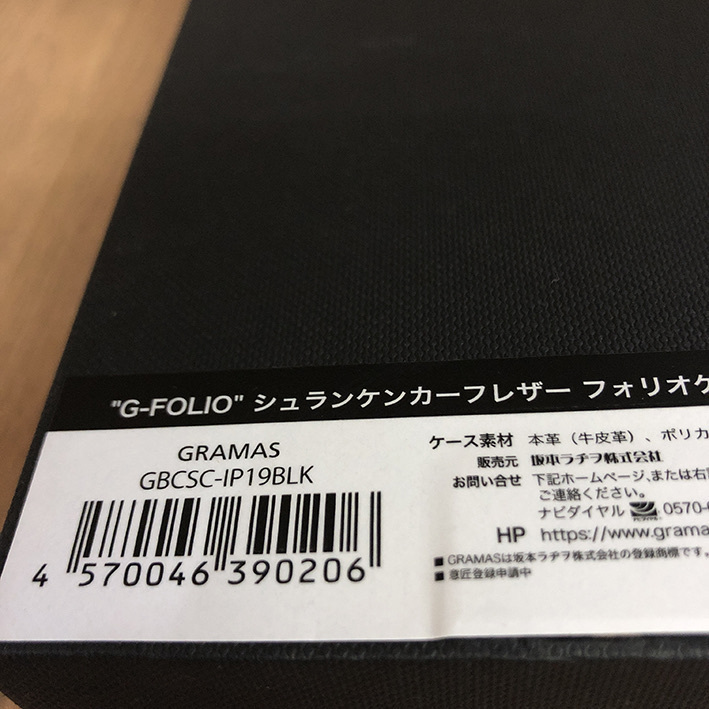 "G-FOLIO" シュランケンカーフレザー フォリオケ
GRAMAS
GBCSC-IP19BLK
4 570046 390206
ケース素材 本革（牛皮革）、ポリカ
販売元 坂本ラヂヲ株式会社
お問い合せ 下記ホームページ、または右記
ご連絡ください。
ナビダイヤル 0570-
HP https://www.grama
■ GRAMASは坂本ラヂヲ株式会社の登録商標です。
■ 意匠登録申請中